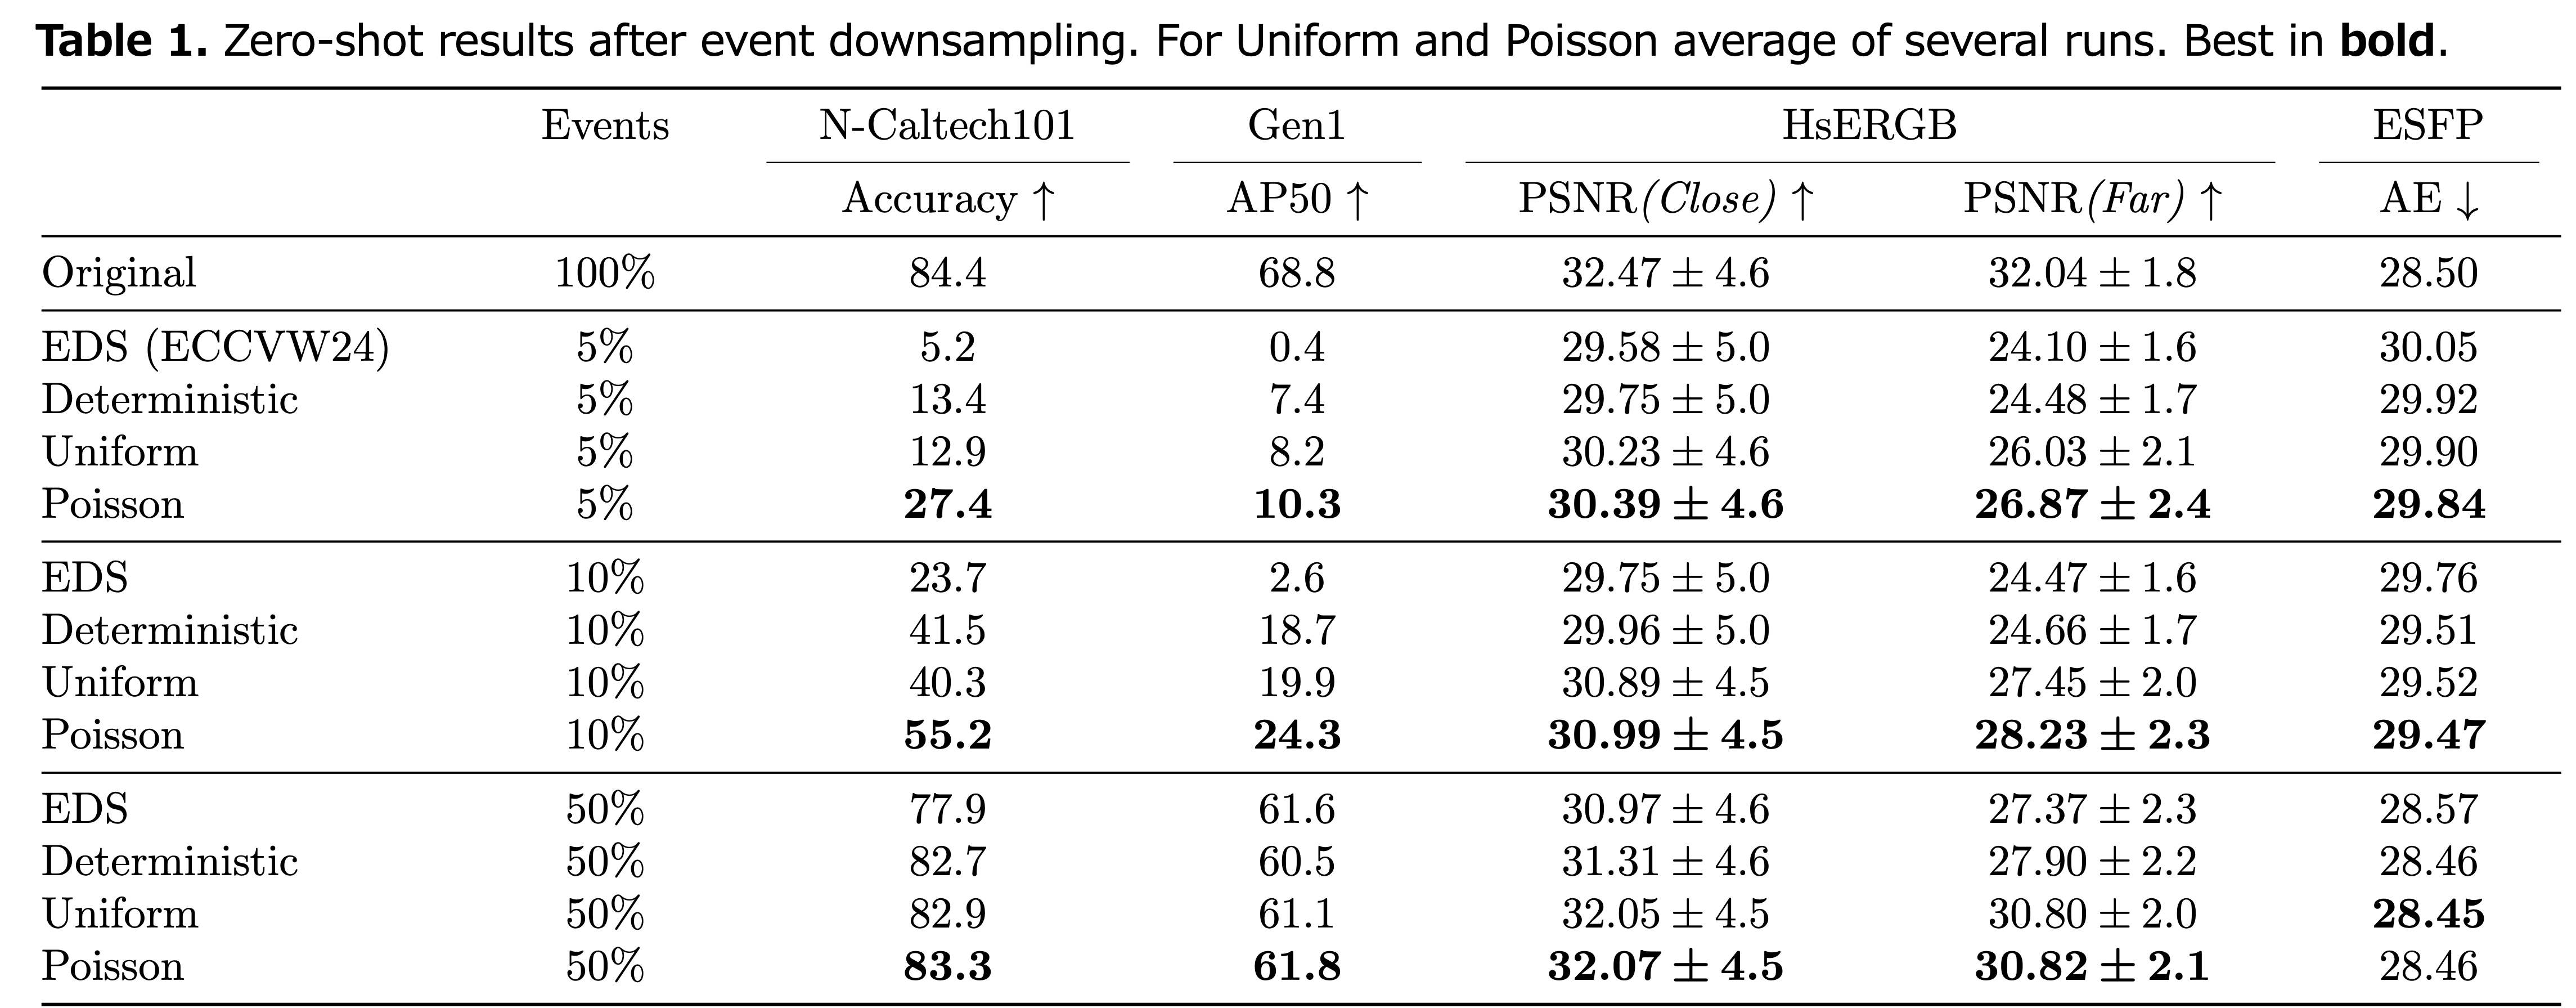 Table 1. Zero-shot results after event downsampling. For Uniform and Poisson average of several runs. Best in bold.
Events N-Caltech101 Gen1 HsERGB ESFP
Accuracy ↑ AP50 ↑ PSNR(Close) ↑ PSNR(Far) ↑ AE ↓
Original 100% 84.4 68.8 32.47 ± 4.6 32.04 ± 1.8 28.50
EDS (ECCVW24) 5% 5.2 0.4 29.58 ± 5.0 24.10 ± 1.6 30.05
Deterministic 5% 13.4 7.4 29.75 ± 5.0 24.48 ± 1.7 29.92
Uniform 5% 12.9 8.2 30.23 ± 4.6 26.03 ± 2.1 29.90
Poisson 5% 27.4 10.3 30.39 ± 4.6 26.87 ± 2.4 29.84
EDS 10% 23.7 2.6 29.75 ± 5.0 24.47 ± 1.6 29.76
Deterministic 10% 41.5 18.7 29.96 ± 5.0 24.66 ± 1.7 29.51
Uniform 10% 40.3 19.9 30.89 ± 4.5 27.45 ± 2.0 29.52
Poisson 10% 55.2 24.3 30.99 ± 4.5 28.23 ± 2.3 29.47
EDS 50% 77.9 61.6 30.97 ± 4.6 27.37 ± 2.3 28.57
Deterministic 50% 82.7 60.5 31.31 ± 4.6 27.90 ± 2.2 28.46
Uniform 50% 82.9 61.1 32.05 ± 4.5 30.80 ± 2.0 28.45
Poisson 50% 83.3 61.8 32.07 ± 4.5 30.82 ± 2.1 28.46